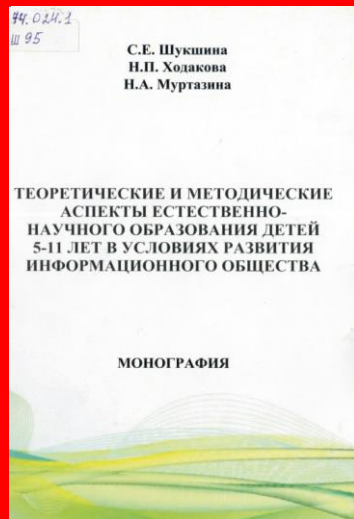 74.024.1
Ш 95
С.Е. Шукшина
Н.П. Ходакова
Н.А. Муртазина
ТЕОРЕТИЧЕСКИЕ И МЕТОДИЧЕСКИЕ
АСПЕКТЫ ЕСТЕСТВЕННО-
НАУЧНОГО ОБРАЗОВАНИЯ ДЕТЕЙ
5-11 ЛЕТ В УСЛОВИЯХ РАЗВИТИЯ
ИНФОРМАЦИОННОГО ОБЩЕСТВА
МОНОГРАФИЯ